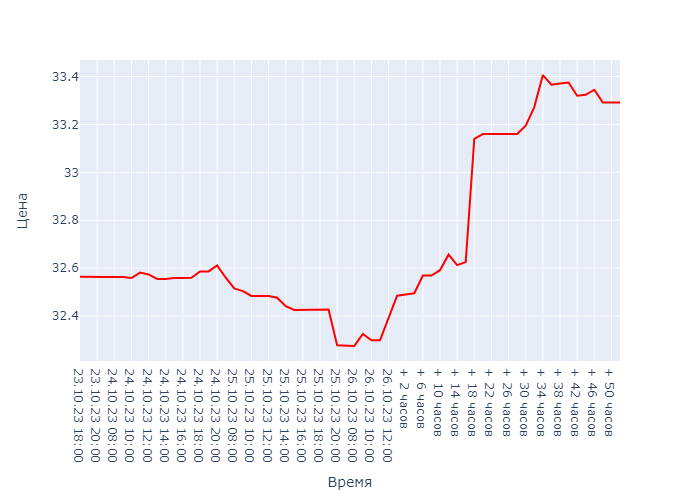 33.4
33.2
33
32.8
32.6
32.4
Цена
23.10.23 18:00
23.10.23 20:00
24.10.23 08:00
24.10.23 10:00
24.10.23 12:00
24.10.23 14:00
24.10.23 16:00
24.10.23 18:00
24.10.23 20:00
25.10.23 08:00
25.10.23 10:00
25.10.23 12:00
25.10.23 14:00
25.10.23 16:00
25.10.23 18:00
25.10.23 20:00
26.10.23 08:00
26.10.23 10:00
26.10.23 12:00
+ 2 часов
+ 6 часов
+ 10 часов
+ 14 часов
+ 18 часов
+ 22 часов
+ 26 часов
+ 30 часов
+ 34 часов
+ 38 часов
+ 42 часов
+ 46 часов
+ 50 часов
Время